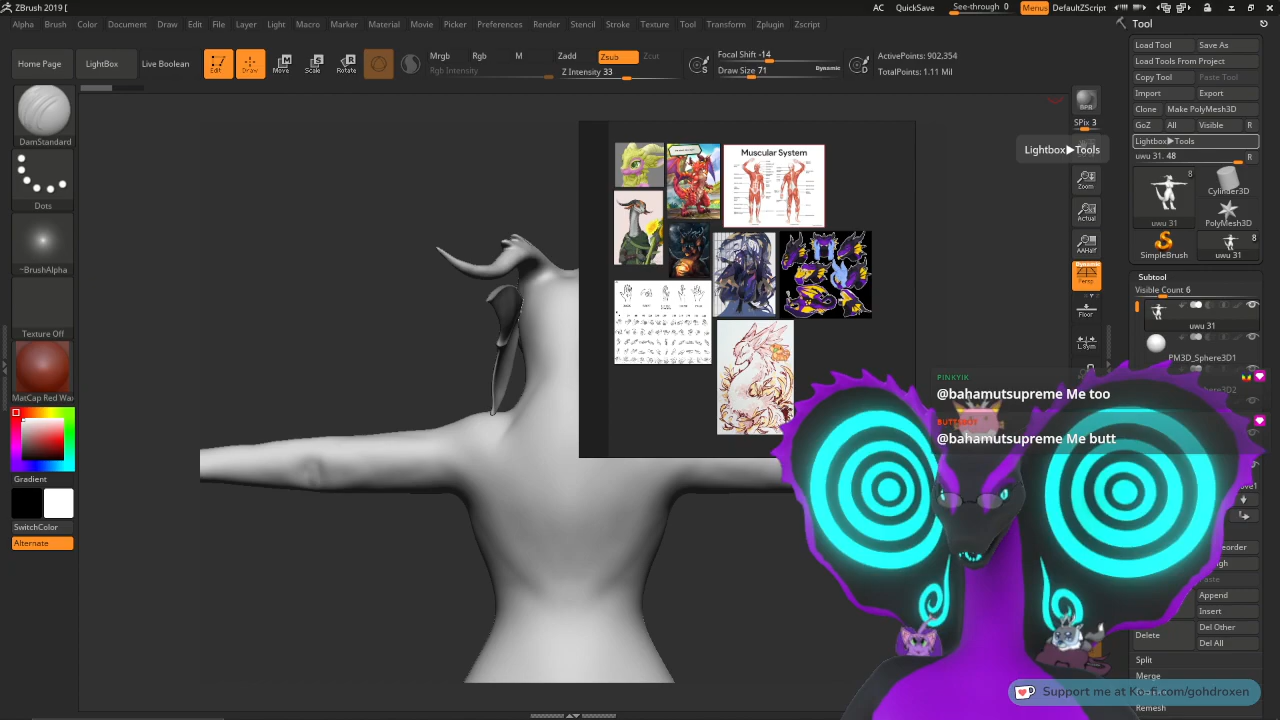 ZBrush 2019 [
AC QuickSave See-through 0 Menus DefaultZScript
Alpha Brush Color Document Draw Edit File Layer Light Macro Marker Material Movie Picker Preferences Render Stencil Stroke Texture Tool Transform Zplugin Zscript
Tool
Home Page LightBox Live Boolean Edit Draw Move Scale Rotate
Mrgb Rgb M Zadd Zsub Zcut
Rgb Intensity Z Intensity 33
Focal Shift -14
Draw Size 71 Dynamic
ActivePoints: 902,354
TotalPoints: 1.11 Mil
S
D
Load Tool Save As
Load Tools From Project
Copy Tool Paste Tool
Import Export
Clone Make PolyMesh3D
GoZ All Visible R
Lightbox▶Tools
uwu 31. 48 R
Cylinder3D
uwu 31 PolyMesh3D
8
SimpleBrush uwu 31
Subtool
Visible Count 6
uwu 31
PM3D_Sphere3D1
DamStandard
Dots
~BrushAlpha
Texture Off
MatCap Red Wa
Gradient
SwitchColor
Alternate
BPR
SPix 3
Lightbox▶Tools
Zoom
Actual
AAHalf
Dynamic
Persp
Floor
L.Sym
Muscular System
PINKYIK
@bahamutsupreme Me too
@bahamutsupreme Me butt
Append
Insert
Delete Del Other
Del All
Split
Merge
Remesh
Support me at Ko-fi.com/gohdroxen